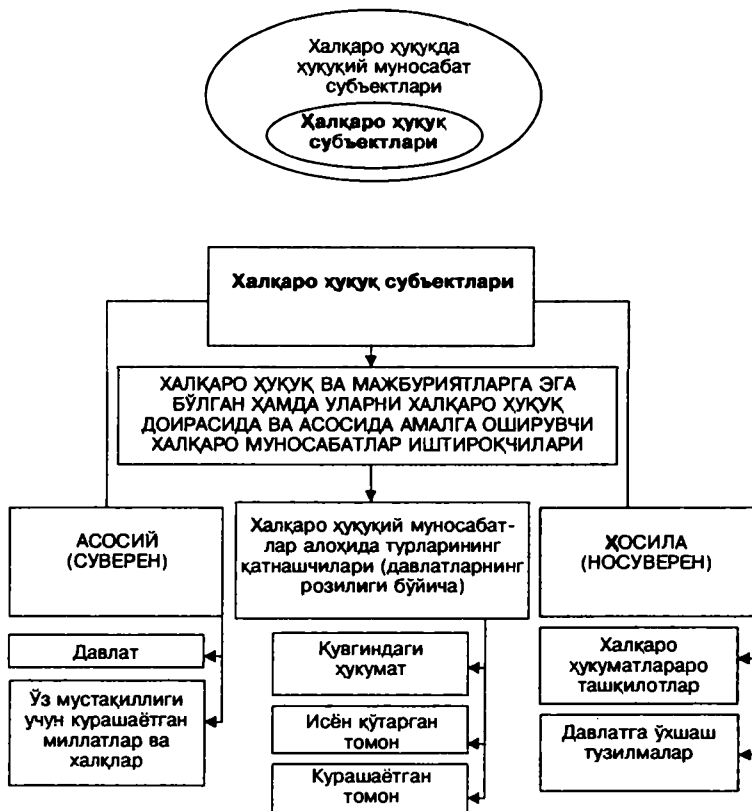 Халқаро ҳуқуқда
ҳуқуқий муносабат
субъектлари
Ҳалқаро ҳуқуқ
субъектлари
Халқаро ҳуқуқ субъектлари
ХАЛҚАРО ҲУҚУҚ ВА МАЖБУРИЯТЛАРГА ЭГА
БЎЛГАН ҲАМДА УЛАРНИ ХАЛҚАРО ҲУҚУҚ
ДОИРАСИДА ВА АСОСИДА АМАЛГА ОШИРУВЧИ
ХАЛҚАРО МУНОСАБАТЛАР ИШТИРОҚЧИЛАРИ
АСОСИЙ
(СУВЕРЕН)
Давлат
Ўз мустақиллиги
учун курашаётган
миллатлар ва
халқлар
Халқаро ҳуқуқий муносабат-
лар алоҳида турларининг
қатнашчилари (давлатларнинг
розилиги бўйича)
Қувгиндаги
ҳукумат
Исён кўтарган
томон
Курашаётган
томон
ҲОСИЛА
(НОСУВЕРЕН)
Халқаро
ҳукуматлараро
ташқилотлар
Давлатга ўхшаш
тузилмалар